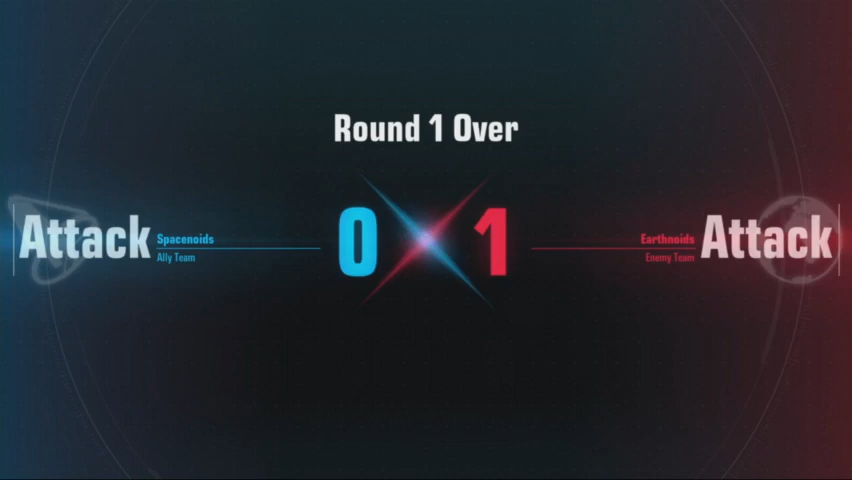 Round 1 Over
Attack
Spacenoids
Ally Team
0
1
Earthnoids
Enemy Team
Attack